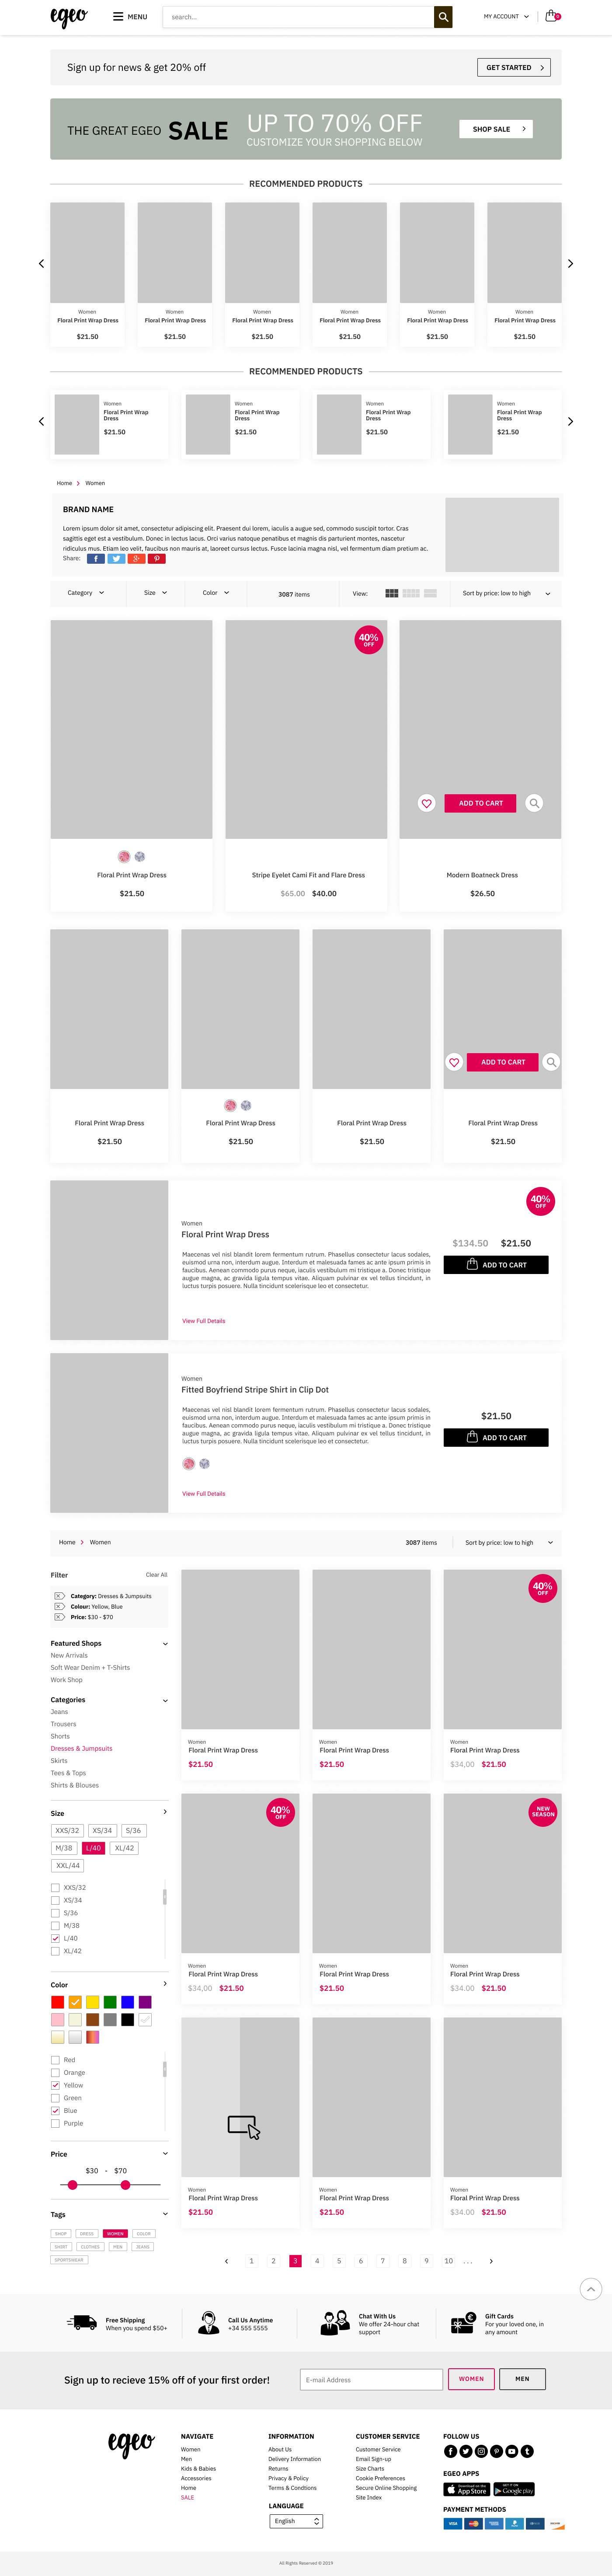 egeo
MENU
search...
MY ACCOUNT
Sign up for news & get 20% off
GET STARTED
THE GREAT EGEO SALE
UP TO 70% OFF
CUSTOMIZE YOUR SHOPPING BELOW
SHOP SALE
RECOMMENDED PRODUCTS
Women Women Women Women Women Women
Floral Print Wrap Dress Floral Print Wrap Dress Floral Print Wrap Dress Floral Print Wrap Dress Floral Print Wrap Dress Floral Print Wrap Dress
$21.50 $21.50 $21.50 $21.50 $21.50 $21.50
RECOMMENDED PRODUCTS
Women Women Women Women
Floral Print Wrap Floral Print Wrap Floral Print Wrap Floral Print Wrap
Dress Dress Dress Dress
$21.50 $21.50 $21.50 $21.50
Home Women
BRAND NAME
Lorem ipsum dolor sit amet, consectetur adipiscing elit. Praesent dui lorem, iaculis a augue sed, commodo suscipit tortor. Cras
sagittis eget est a vestibulum. Donec in lectus lacus. Orci varius natoque penatibus et magnis dis parturient montes, nascetur
ridiculus mus. Etiam leo velit, faucibus non mauris at, laoreet cursus lectus. Fusce lacinia magna nisl, vel fermentum diam pretium ac.
Share:
Category Size Color 3087 items View: Sort by price: low to high
40%
OFF
ADD TO CART
Floral Print Wrap Dress Stripe Eyelet Cami Fit and Flare Dress Modern Boatneck Dress
$21.50 $65.00 $40.00 $26.50
ADD TO CART
Floral Print Wrap Dress Floral Print Wrap Dress Floral Print Wrap Dress Floral Print Wrap Dress
$21.50 $21.50 $21.50 $21.50
40%
OFF
Women
Floral Print Wrap Dress
$134.50 $21.50
Maecenas vel nisl blandit lorem fermentum rutrum. Phasellus consectetur lacus sodales,
euismod urna non, interdum augue. Interdum et malesuada fames ac ante ipsum primis in
faucibus. Aenean commodo purus neque, iaculis vestibulum mi tristique a. Donec tristique
augue magna, ac gravida ligula tempus vitae. Aliquam pulvinar ex vel tellus tincidunt, in
luctus turpis posuere. Nulla tincidunt scelerisque leo et consectetur.
ADD TO CART
View Full Details
Women
Fitted Boyfriend Stripe Shirt in Clip Dot
Maecenas vel nisl blandit lorem fermentum rutrum. Phasellus consectetur lacus sodales,
euismod urna non, interdum augue. Interdum et malesuada fames ac ante ipsum primis in
faucibus. Aenean commodo purus neque, iaculis vestibulum mi tristique a. Donec tristique
augue magna, ac gravida ligula tempus vitae. Aliquam pulvinar ex vel tellus tincidunt, in
luctus turpis posuere. Nulla tincidunt scelerisque leo et consectetur.
$21.50
ADD TO CART
View Full Details
Home Women 3087 items Sort by price: low to high
Filter Clear All
Category: Dresses & Jumpsuits
Colour: Yellow, Blue
Price: $30 - $70
Featured Shops
New Arrivals
Soft Wear Denim + T-Shirts
Work Shop
Categories
Jeans
Trousers
Shorts
Dresses & Jumpsuits
Skirts
Tees & Tops
Shirts & Blouses
Size
XXS/32 XS/34 S/36
M/38 L/40 XL/42
XXL/44
XXS/32
XS/34
S/36
M/38
L/40
XL/42
Color
Red
Orange
Yellow
Green
Blue
Purple
Price
$30 - $70
Tags
SHOP DRESS WOMEN COLOR
SHIRT CLOTHES MEN JEANS
SPORTSWEAR
40%
OFF
Women Women Women
Floral Print Wrap Dress Floral Print Wrap Dress Floral Print Wrap Dress
$21.50 $21.50 $34,00 $21.50
40%
OFF
NEW
SEASON
Women Women Women
Floral Print Wrap Dress Floral Print Wrap Dress Floral Print Wrap Dress
$34,00 $21.50 $21.50 $34.00 $21.50
Women Women Women
Floral Print Wrap Dress Floral Print Wrap Dress Floral Print Wrap Dress
$21.50 $21.50 $34.00 $21.50
1 2 3 4 5 6 7 8 9 10 ...
Free Shipping
When you spend $50+
Call Us Anytime
+34 555 5555
Chat With Us
We offer 24-hour chat
support
Gift Cards
For your loved one, in
any amount
Sign up to recieve 15% off of your first order!
E-mail Address
WOMEN
MEN
egeo
NAVIGATE
Women
Men
Kids & Babies
Accessories
Home
SALE
INFORMATION
About Us
Delivery Information
Returns
Privacy & Policy
Terms & Condtions
LANGUAGE
English
CUSTOMER SERVICE
Customer Service
Email Sign-up
Size Charts
Cookie Preferences
Secure Online Shopping
Site Index
FOLLOW US
EGEO APPS
App Store
Google play
PAYMENT METHODS
VISA
All Rights Reserved © 2019